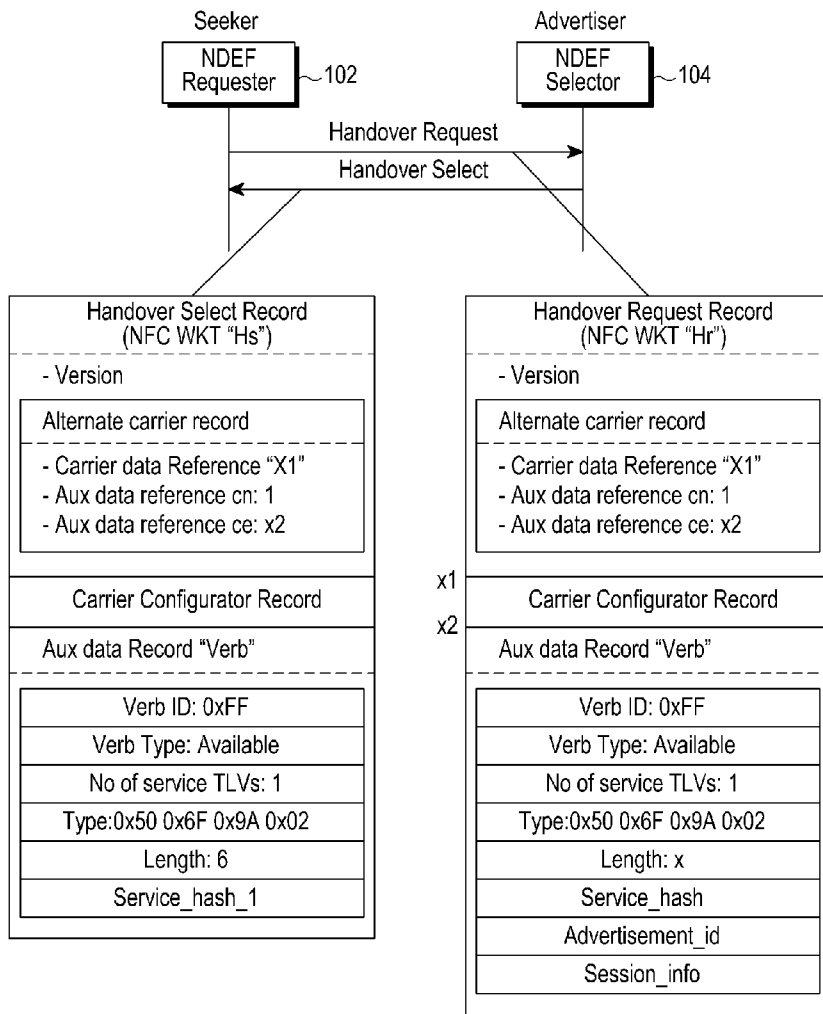 Seeker
Advertiser
NDEF
Requester
102
NDEF
Selector
104
Handover Request
Handover Select
Handover Select Record
(NFC WKT “Hs”)
- Version
Alternate carrier record
- Carrier data Reference “X1”
- Aux data reference cn: 1
- Aux data reference ce: x2
Carrier Configurator Record
Aux data Record “Verb”
Verb ID: 0xFF
Verb Type: Available
No of service TLVs: 1
Type:0x50 0x6F 0x9A 0x02
Length: 6
Service_hash_1
Handover Request Record
(NFC WKT “Hr”)
- Version
Alternate carrier record
- Carrier data Reference “X1”
- Aux data reference cn: 1
- Aux data reference ce: x2
x1
Carrier Configurator Record
x2
Aux data Record “Verb”
Verb ID: 0xFF
Verb Type: Available
No of service TLVs: 1
Type:0x50 0x6F 0x9A 0x02
Length: x
Service_hash
Advertisement_id
Session_info